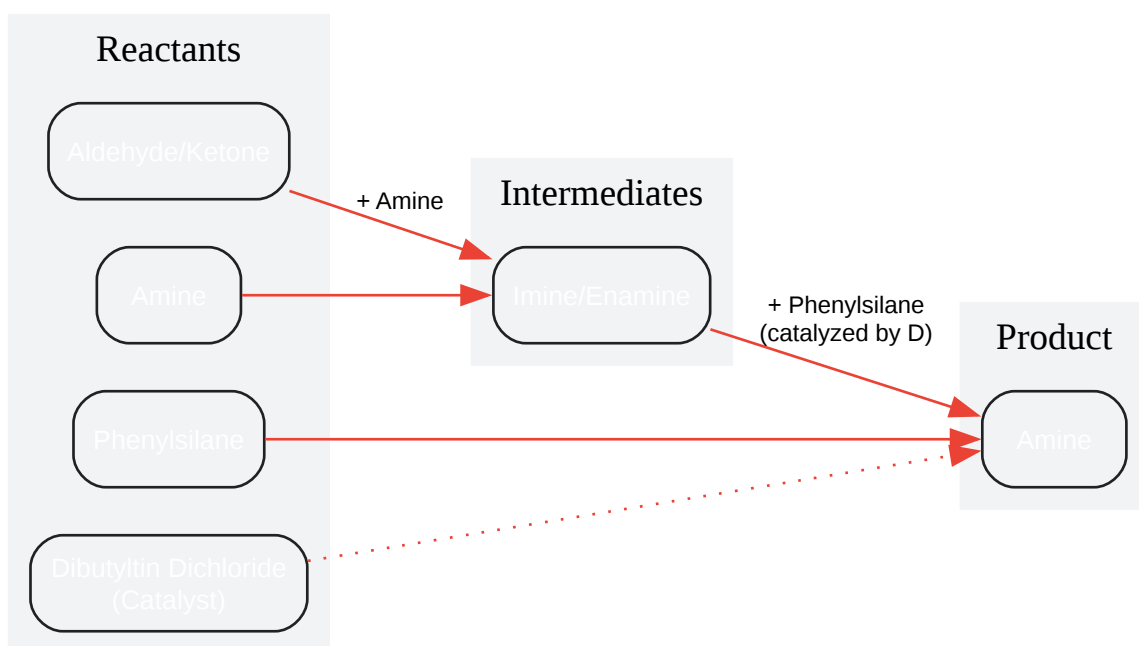 Reactants
Aldehyde/Ketone
+ Amine
Amine
Phenylsilane
Dibutyltin Dichloride
(Catalyst)
Intermediates
Imine/Enamine
+ Phenylsilane
(catalyzed by D)
Product
Amine